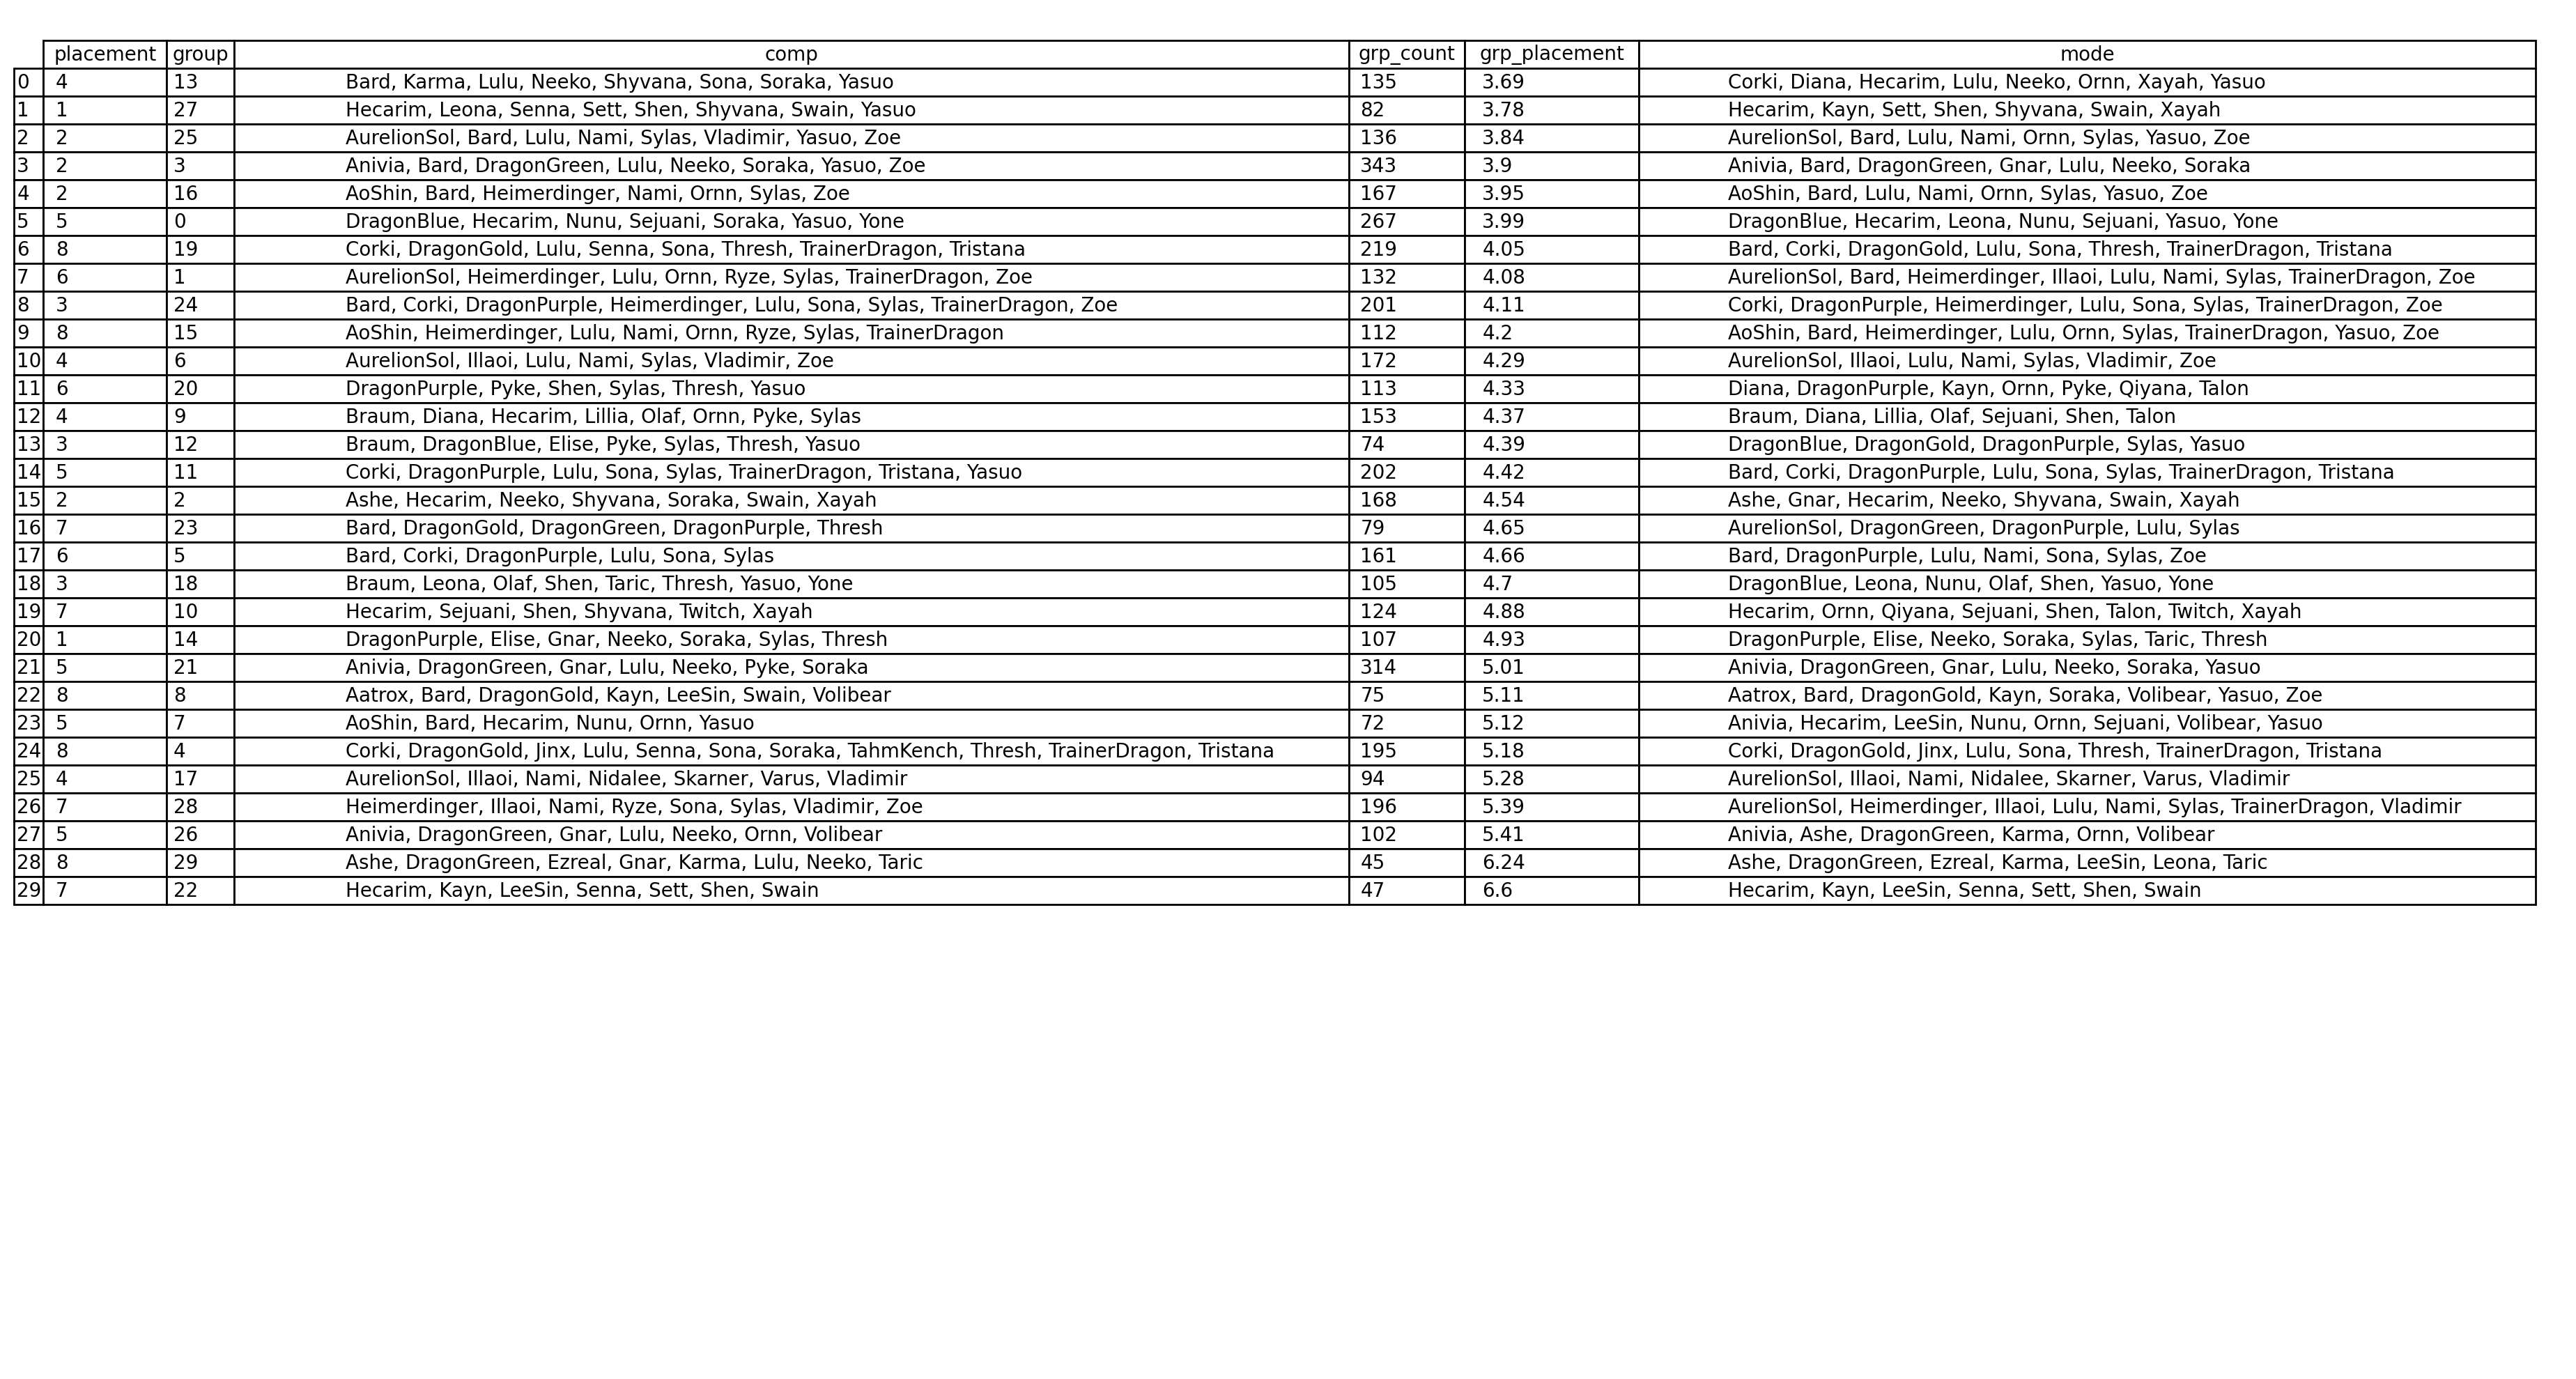 placement group comp grp_count grp_placement mode
0 4 13 Bard, Karma, Lulu, Neeko, Shyvana, Sona, Soraka, Yasuo 135 3.69 Corki, Diana, Hecarim, Lulu, Neeko, Ornn, Xayah, Yasuo
1 1 27 Hecarim, Leona, Senna, Sett, Shen, Shyvana, Swain, Yasuo 82 3.78 Hecarim, Kayn, Sett, Shen, Shyvana, Swain, Xayah
2 2 25 AurelionSol, Bard, Lulu, Nami, Sylas, Vladimir, Yasuo, Zoe 136 3.84 AurelionSol, Bard, Lulu, Nami, Ornn, Sylas, Yasuo, Zoe
3 2 3 Anivia, Bard, DragonGreen, Lulu, Neeko, Soraka, Yasuo, Zoe 343 3.9 Anivia, Bard, DragonGreen, Gnar, Lulu, Neeko, Soraka
4 2 16 AoShin, Bard, Heimerdinger, Nami, Ornn, Sylas, Zoe 167 3.95 AoShin, Bard, Lulu, Nami, Ornn, Sylas, Yasuo, Zoe
5 5 0 DragonBlue, Hecarim, Nunu, Sejuani, Soraka, Yasuo, Yone 267 3.99 DragonBlue, Hecarim, Leona, Nunu, Sejuani, Yasuo, Yone
6 8 19 Corki, DragonGold, Lulu, Senna, Sona, Thresh, TrainerDragon, Tristana 219 4.05 Bard, Corki, DragonGold, Lulu, Sona, Thresh, TrainerDragon, Tristana
7 6 1 AurelionSol, Heimerdinger, Lulu, Ornn, Ryze, Sylas, TrainerDragon, Zoe 132 4.08 AurelionSol, Bard, Heimerdinger, Illaoi, Lulu, Nami, Sylas, TrainerDragon, Zoe
8 3 24 Bard, Corki, DragonPurple, Heimerdinger, Lulu, Sona, Sylas, TrainerDragon, Zoe 201 4.11 Corki, DragonPurple, Heimerdinger, Lulu, Sona, Sylas, TrainerDragon, Zoe
9 8 15 AoShin, Heimerdinger, Lulu, Nami, Ornn, Ryze, Sylas, TrainerDragon 112 4.2 AoShin, Bard, Heimerdinger, Lulu, Ornn, Sylas, TrainerDragon, Yasuo, Zoe
10 4 6 AurelionSol, Illaoi, Lulu, Nami, Sylas, Vladimir, Zoe 172 4.29 AurelionSol, Illaoi, Lulu, Nami, Sylas, Vladimir, Zoe
11 6 20 DragonPurple, Pyke, Shen, Sylas, Thresh, Yasuo 113 4.33 Diana, DragonPurple, Kayn, Ornn, Pyke, Qiyana, Talon
12 4 9 Braum, Diana, Hecarim, Lillia, Olaf, Ornn, Pyke, Sylas 153 4.37 Braum, Diana, Lillia, Olaf, Sejuani, Shen, Talon
13 3 12 Braum, DragonBlue, Elise, Pyke, Sylas, Thresh, Yasuo 74 4.39 DragonBlue, DragonGold, DragonPurple, Sylas, Yasuo
14 5 11 Corki, DragonPurple, Lulu, Sona, Sylas, TrainerDragon, Tristana, Yasuo 202 4.42 Bard, Corki, DragonPurple, Lulu, Sona, Sylas, TrainerDragon, Tristana
15 2 2 Ashe, Hecarim, Neeko, Shyvana, Soraka, Swain, Xayah 168 4.54 Ashe, Gnar, Hecarim, Neeko, Shyvana, Swain, Xayah
16 7 23 Bard, DragonGold, DragonGreen, DragonPurple, Thresh 79 4.65 AurelionSol, DragonGreen, DragonPurple, Lulu, Sylas
17 6 5 Bard, Corki, DragonPurple, Lulu, Sona, Sylas 161 4.66 Bard, DragonPurple, Lulu, Nami, Sona, Sylas, Zoe
18 3 18 Braum, Leona, Olaf, Shen, Taric, Thresh, Yasuo, Yone 105 4.7 DragonBlue, Leona, Nunu, Olaf, Shen, Yasuo, Yone
19 7 10 Hecarim, Sejuani, Shen, Shyvana, Twitch, Xayah 124 4.88 Hecarim, Ornn, Qiyana, Sejuani, Shen, Talon, Twitch, Xayah
20 1 14 DragonPurple, Elise, Gnar, Neeko, Soraka, Sylas, Thresh 107 4.93 DragonPurple, Elise, Neeko, Soraka, Sylas, Taric, Thresh
21 5 21 Anivia, DragonGreen, Gnar, Lulu, Neeko, Pyke, Soraka 314 5.01 Anivia, DragonGreen, Gnar, Lulu, Neeko, Soraka, Yasuo
22 8 8 Aatrox, Bard, DragonGold, Kayn, LeeSin, Swain, Volibear 75 5.11 Aatrox, Bard, DragonGold, Kayn, Soraka, Volibear, Yasuo, Zoe
23 5 7 AoShin, Bard, Hecarim, Nunu, Ornn, Yasuo 72 5.12 Anivia, Hecarim, LeeSin, Nunu, Ornn, Sejuani, Volibear, Yasuo
24 8 4 Corki, DragonGold, Jinx, Lulu, Senna, Sona, Soraka, TahmKench, Thresh, TrainerDragon, Tristana 195 5.18 Corki, DragonGold, Jinx, Lulu, Sona, Thresh, TrainerDragon, Tristana
25 4 17 AurelionSol, Illaoi, Nami, Nidalee, Skarner, Varus, Vladimir 94 5.28 AurelionSol, Illaoi, Nami, Nidalee, Skarner, Varus, Vladimir
26 7 28 Heimerdinger, Illaoi, Nami, Ryze, Sona, Sylas, Vladimir, Zoe 196 5.39 AurelionSol, Heimerdinger, Illaoi, Lulu, Nami, Sylas, TrainerDragon, Vladimir
27 5 26 Anivia, DragonGreen, Gnar, Lulu, Neeko, Ornn, Volibear 102 5.41 Anivia, Ashe, DragonGreen, Karma, Ornn, Volibear
28 8 29 Ashe, DragonGreen, Ezreal, Gnar, Karma, Lulu, Neeko, Taric 45 6.24 Ashe, DragonGreen, Ezreal, Karma, LeeSin, Leona, Taric
29 7 22 Hecarim, Kayn, LeeSin, Senna, Sett, Shen, Swain 47 6.6 Hecarim, Kayn, LeeSin, Senna, Sett, Shen, Swain